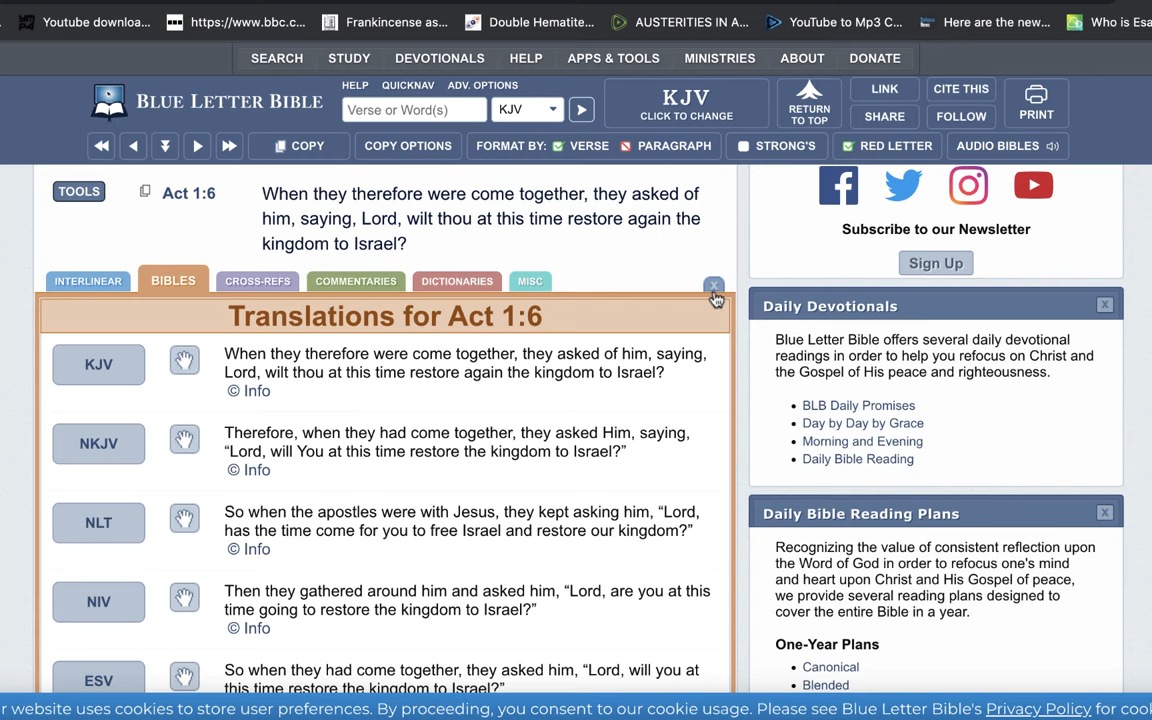 Youtube downloa...
https://www.bbc.c...
Frankincense as...
Double Hematite...
AUSTERITIES IN A...
YouTube to Mp3 C...
Here are the new...
Who is Esa
SEARCH STUDY DEVOTIONALS HELP APPS & TOOLS MINISTRIES ABOUT DONATE
BLUE LETTER BIBLE
HELP QUICKNAV ADV. OPTIONS
Verse or Word(s)
KJV
KJV
CLICK TO CHANGE
RETURN
TO TOP
LINK
CITE THIS
SHARE
FOLLOW
PRINT
COPY
COPY OPTIONS
FORMAT BY: VERSE PARAGRAPH
STRONG'S
RED LETTER
AUDIO BIBLES
TOOLS
Act 1:6
When they therefore were come together, they asked of
him, saying, Lord, wilt thou at this time restore again the
kingdom to Israel?
INTERLINEAR BIBLES CROSS-REFS COMMENTARIES DICTIONARIES MISC
X
Translations for Act 1:6
KJV
When they therefore were come together, they asked of him, saying,
Lord, wilt thou at this time restore again the kingdom to Israel?
© Info
NKJV
Therefore, when they had come together, they asked Him, saying,
“Lord, will You at this time restore the kingdom to Israel?”
© Info
NLT
So when the apostles were with Jesus, they kept asking him, “Lord,
has the time come for you to free Israel and restore our kingdom?”
© Info
NIV
Then they gathered around him and asked him, “Lord, are you at this
time going to restore the kingdom to Israel?”
© Info
ESV
So when they had come together, they asked him, “Lord, will you at
this time restore the kingdom to Israel?”
Subscribe to our Newsletter
Sign Up
Daily Devotionals
X
Blue Letter Bible offers several daily devotional
readings in order to help you refocus on Christ and
the Gospel of His peace and righteousness.
• BLB Daily Promises
• Day by Day by Grace
• Morning and Evening
• Daily Bible Reading
Daily Bible Reading Plans
X
Recognizing the value of consistent reflection upon
the Word of God in order to refocus one's mind
and heart upon Christ and His Gospel of peace,
we provide several reading plans designed to
cover the entire Bible in a year.
One-Year Plans
• Canonical
• Blended
r website uses cookies to store user preferences. By proceeding, you consent to our cookie usage. Please see Blue Letter Bible's Privacy Policy for cook